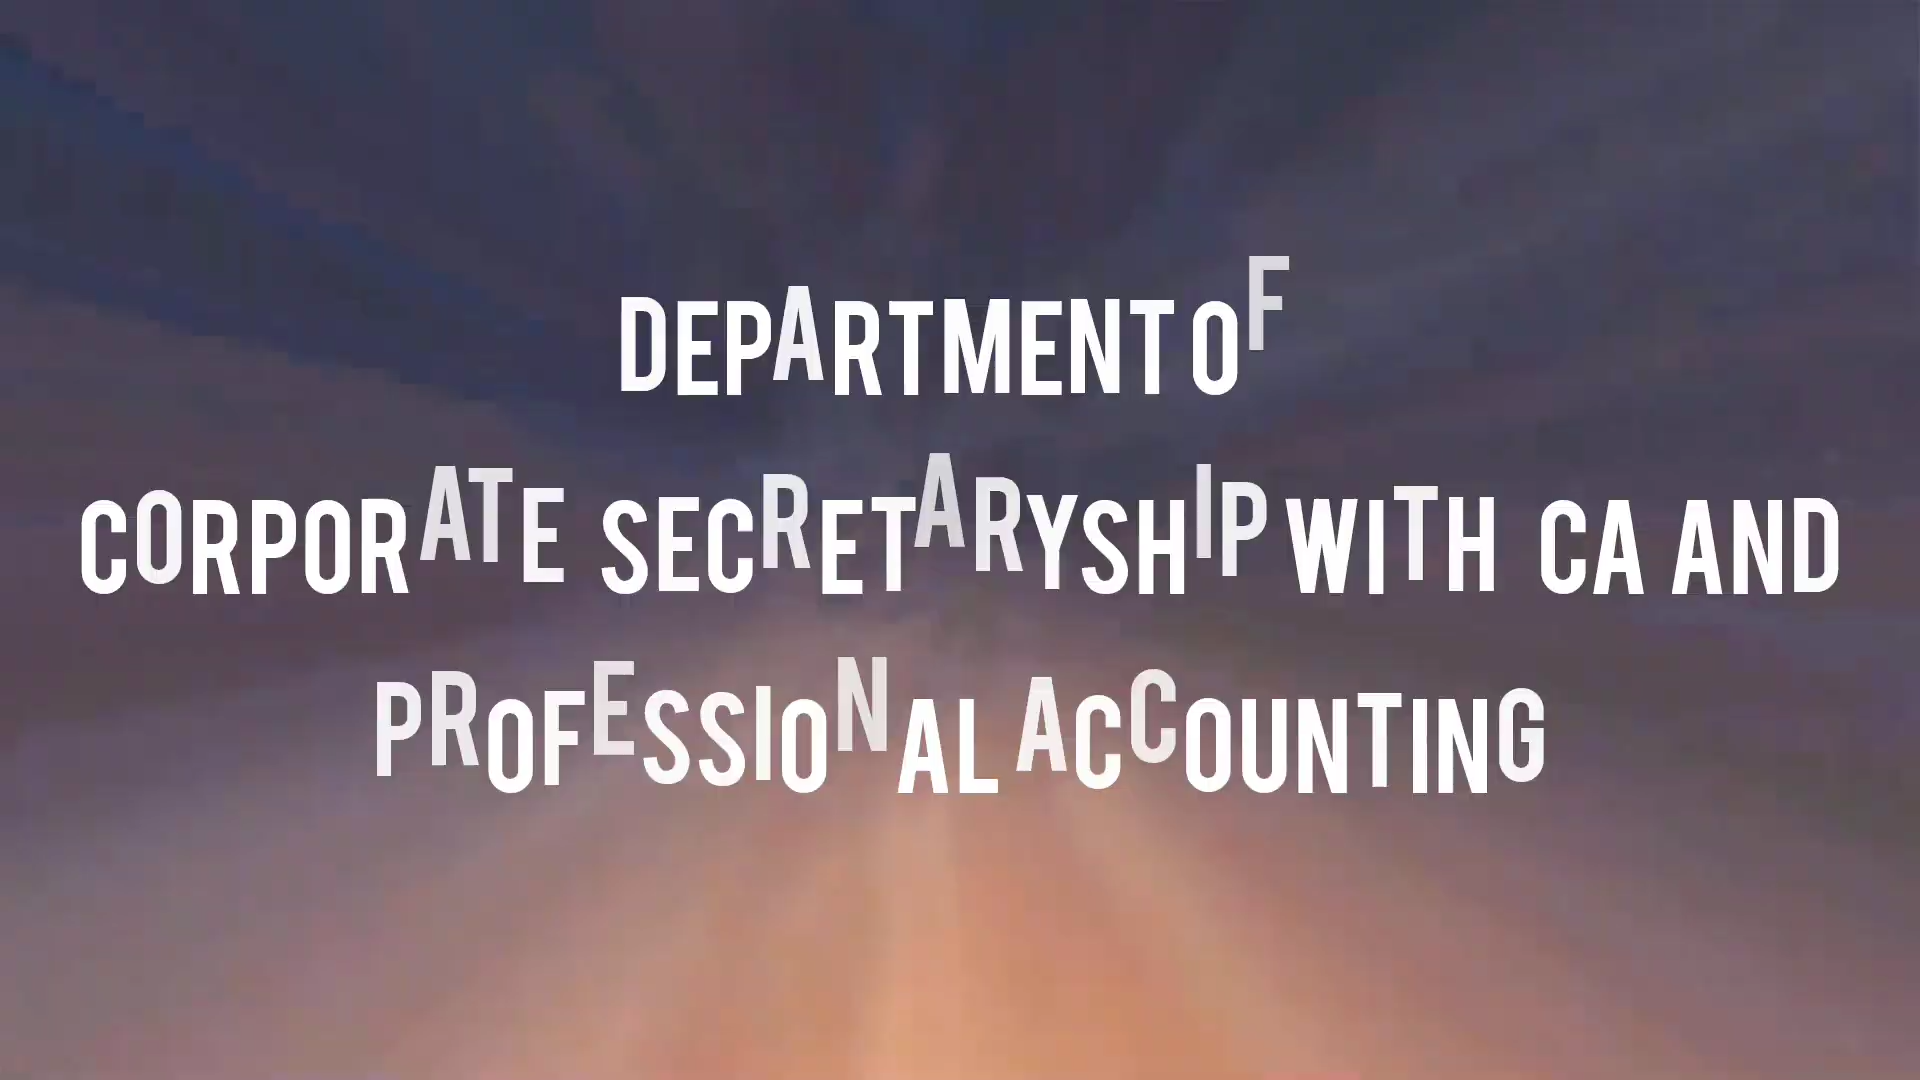 DEPARTMENT OF
CORPORATE SECRETARYSHIP WITH CA AND
PROFESSIONAL ACCOUNTING